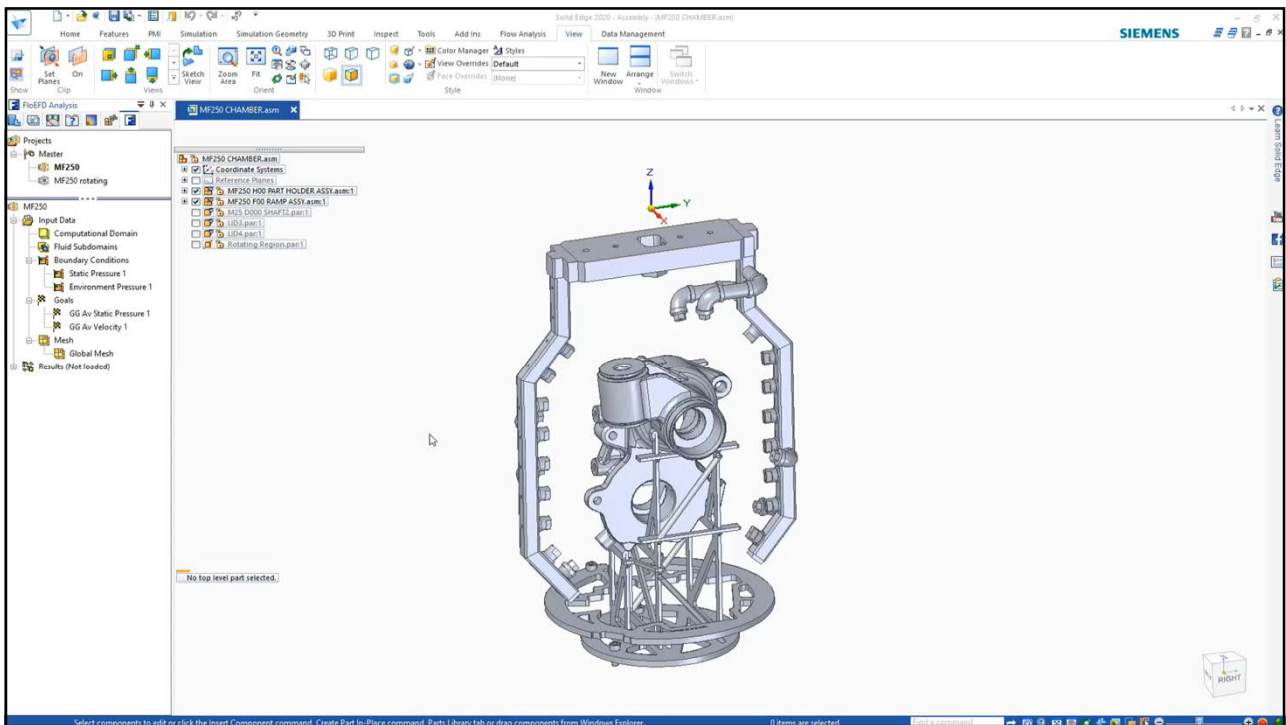 Solid Edge 2020 - Assembly - [MF250 CHAMBER.asm]
Home Features PMI Simulation Simulation Geometry 3D Print Inspect Tools Add Ins Flow Analysis View Data Management
SIEMENS
Set Planes
On
Sketch View
Zoom Area
Fit
Color Manager
Styles
View Overrides Default
Face Overrides (None)
New Window
Arrange
Switch Windows
Show Clip Views Orient Style Window
FloEFD Analysis
MF250 CHAMBER.asm
Learn Solid Edge
Projects
Master
MF250
MF250 rotating
MF250
Input Data
Computational Domain
Fluid Subdomains
Boundary Conditions
Static Pressure 1
Environment Pressure 1
Goals
GG Av Static Pressure 1
GG Av Velocity 1
Mesh
Global Mesh
Results (Not loaded)
MF250 CHAMBER.asm
Coordinate Systems
Reference Planes
MF250 H00 PART HOLDER ASSY.asm:1
MF250 F00 RAMP ASSY.asm:1
M25 D000 SHAFT2.par:1
LID3.par:1
LID4.par:1
Rotating Region.par:1
Z
Y
X
No top level part selected.
RIGHT
Select components to edit or click the Insert Component command, Create Part In-Place command, Parts Library tab or drag components from Windows Explorer.
0 items are selected
Find a command